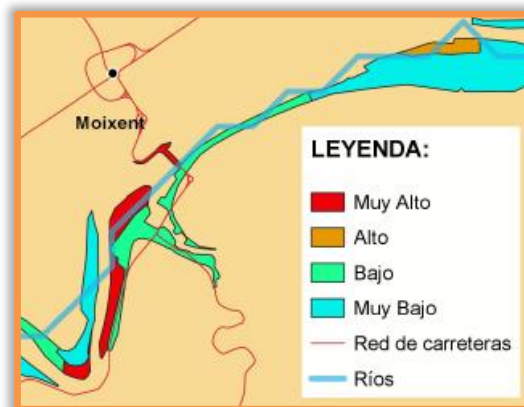 Moixent
LEYENDA:
Muy Alto
Alto
Bajo
Muy Bajo
Red de carreteras
Ríos